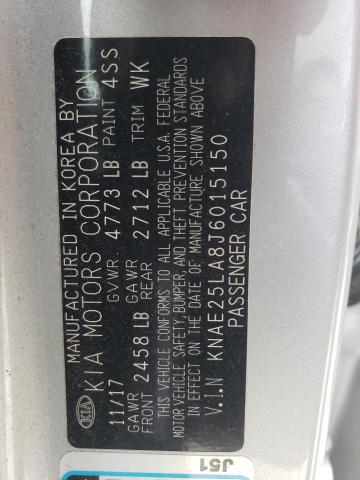 MANUFACTURED IN KOREA BY
KIA KIA MOTORS CORPORATION
11/17 GVWR 4773 LB PAINT 4SS
GAWR FRONT 2458 LB GAWR REAR 2712 LB TRIM WK
THIS VEHICLE CONFORMS TO ALL APPLICABLE U.S.A. FEDERAL
MOTOR VEHICLE SAFETY, BUMPER, AND THEFT PREVENTION STANDARDS
IN EFFECT ON THE DATE OF MANUFACTURE SHOWN ABOVE
V.I.N KNAE25LA8J6015150
PASSENGER CAR
J51